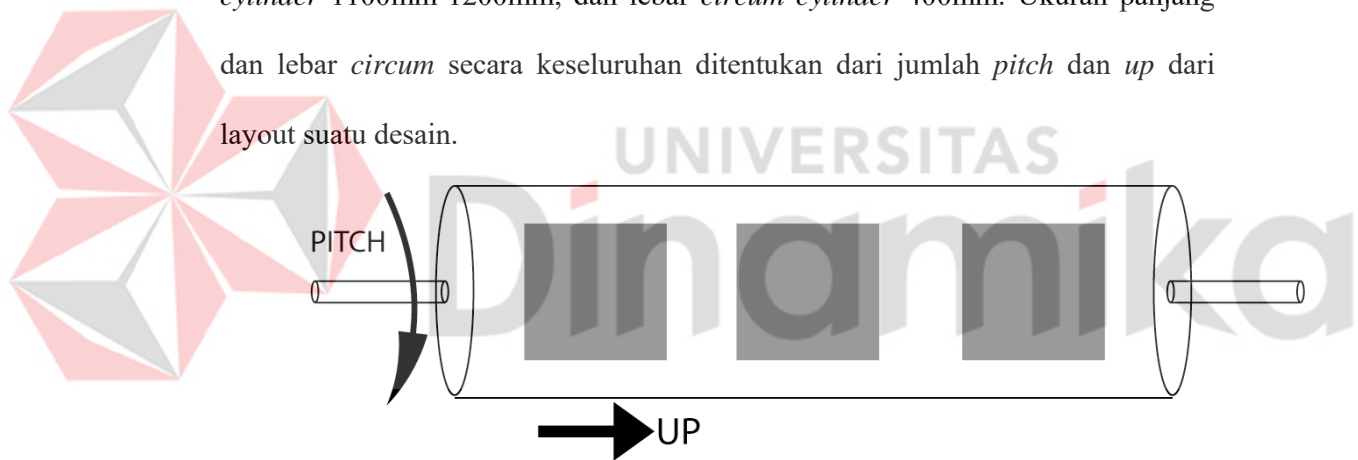 cylinder 1100mm-1200mm, dan lebar circum cylinder 400mm. Ukuran panjang
dan lebar circum secara keseluruhan ditentukan dari jumlah pitch dan up dari
layout suatu desain.
UNIVERSITAS
Dinamika
PITCH
UP